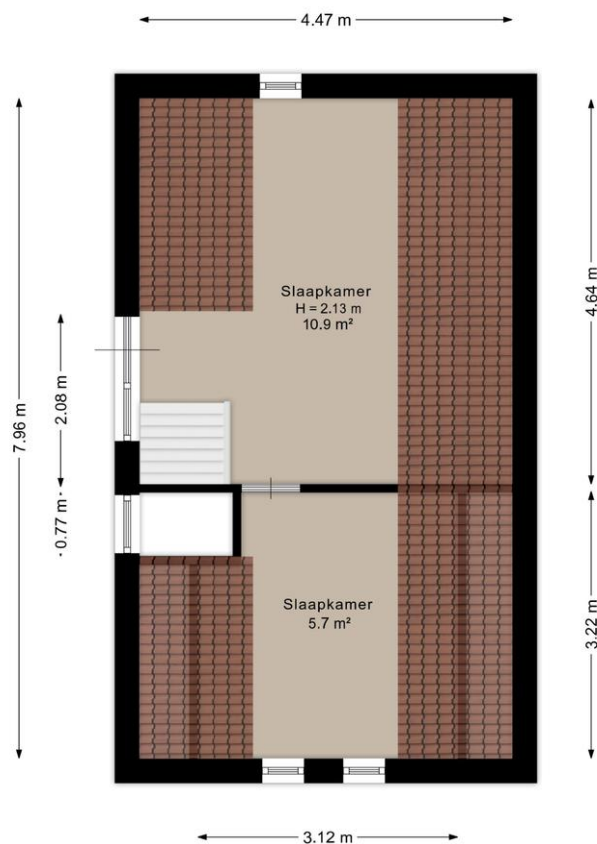 4.47 m
Slaapkamer
H = 2.13 m
10.9 m²
4.64 m
2.08 m
7.96 m
0.77 m
Slaapkamer
5.7 m²
3.22 m
3.12 m